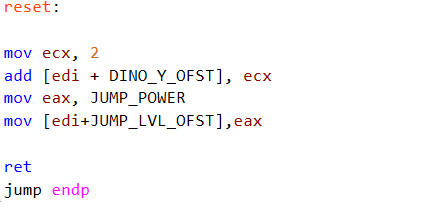 reset:
mov ecx, 2
add [edi + DINO_Y_OFST], ecx
mov eax, JUMP_POWER
mov [edi+JUMP_LVL_OFST],eax
ret
jump endp